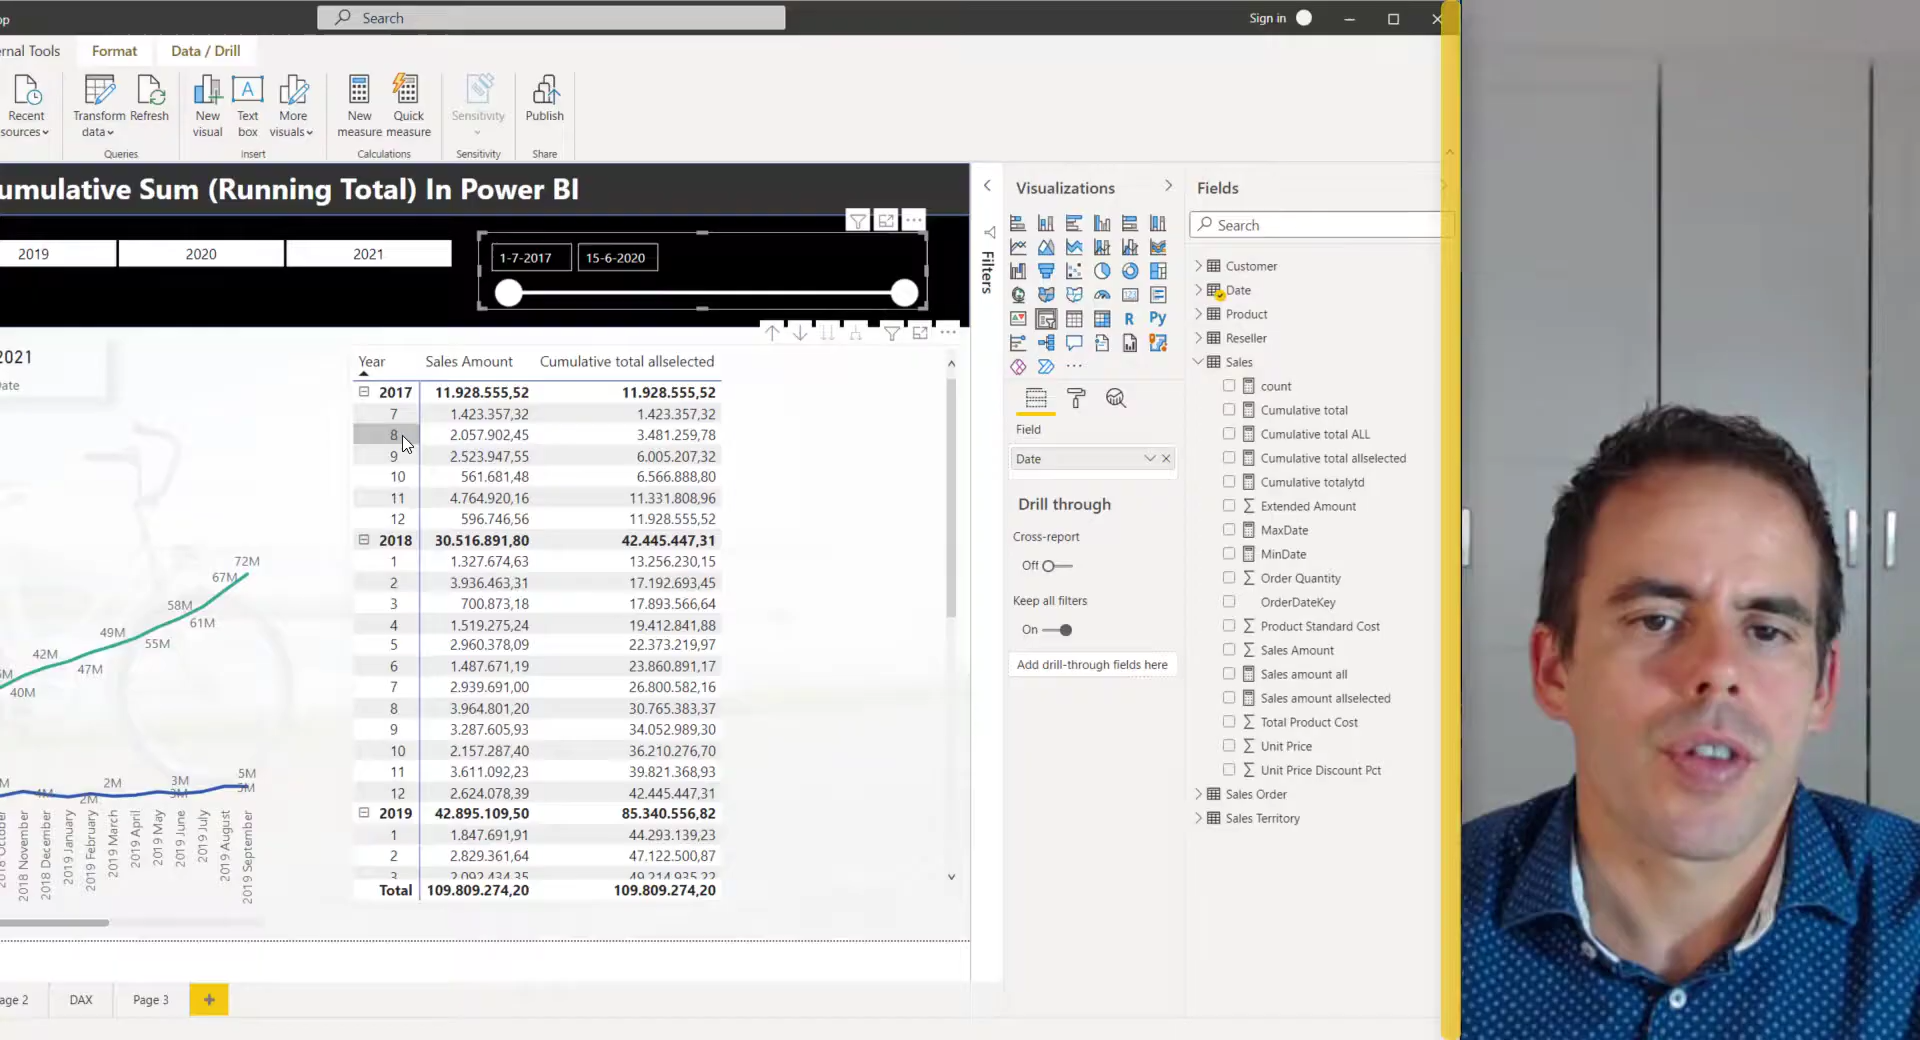 op
Search
Sign in
ernal Tools
Format
Data / Drill
Recent
sources
Transform
data
Refresh
New
visual
Text
box
More
visuals
New
measure
Quick
measure
Sensitivity
Publish
Queries
Insert
Calculations
Sensitivity
Share
umulative Sum (Running Total) In Power BI
2019
2020
2021
1-7-2017
15-6-2020
2021
ate
72M
67M
58M
61M
49M
55M
42M
47M
40M
5M
3M
2M
2M
2018 November
2018 December
2019 January
2019 February
2019 March
2019 April
2019 May
2019 June
2019 July
2019 August
2019 September
Year Sales Amount Cumulative total allselected
2017 11.928.555,52 11.928.555,52
7 1.423.357,32 1.423.357,32
8 2.057.902,45 3.481.259,78
9 2.523.947,55 6.005.207,32
10 561.681,48 6.566.888,80
11 4.764.920,16 11.331.808,96
12 596.746,56 11.928.555,52
2018 30.516.891,80 42.445.447,31
1 1.327.674,63 13.256.230,15
2 3.936.463,31 17.192.693,45
3 700.873,18 17.893.566,64
4 1.519.275,24 19.412.841,88
5 2.960.378,09 22.373.219,97
6 1.487.671,19 23.860.891,17
7 2.939.691,00 26.800.582,16
8 3.964.801,20 30.765.383,37
9 3.287.605,93 34.052.989,30
10 2.157.287,40 36.210.276,70
11 3.611.092,23 39.821.368,93
12 2.624.078,39 42.445.447,31
2019 42.895.109,50 85.340.556,82
1 1.847.691,91 44.293.139,23
2 2.829.361,64 47.122.500,87
3 2.092.434,35 49.214.935,22
Total 109.809.274,20 109.809.274,20
age 2
DAX
Page 3
+
Filters
Visualizations
R
Py
Field
Date
Drill through
Cross-report
Off
Keep all filters
On
Add drill-through fields here
Fields
Search
Customer
Date
Product
Reseller
Sales
count
Cumulative total
Cumulative total ALL
Cumulative total allselected
Cumulative totalytd
Extended Amount
MaxDate
MinDate
Order Quantity
OrderDateKey
Product Standard Cost
Sales Amount
Sales amount all
Sales amount allselected
Total Product Cost
Unit Price
Unit Price Discount Pct
Sales Order
Sales Territory